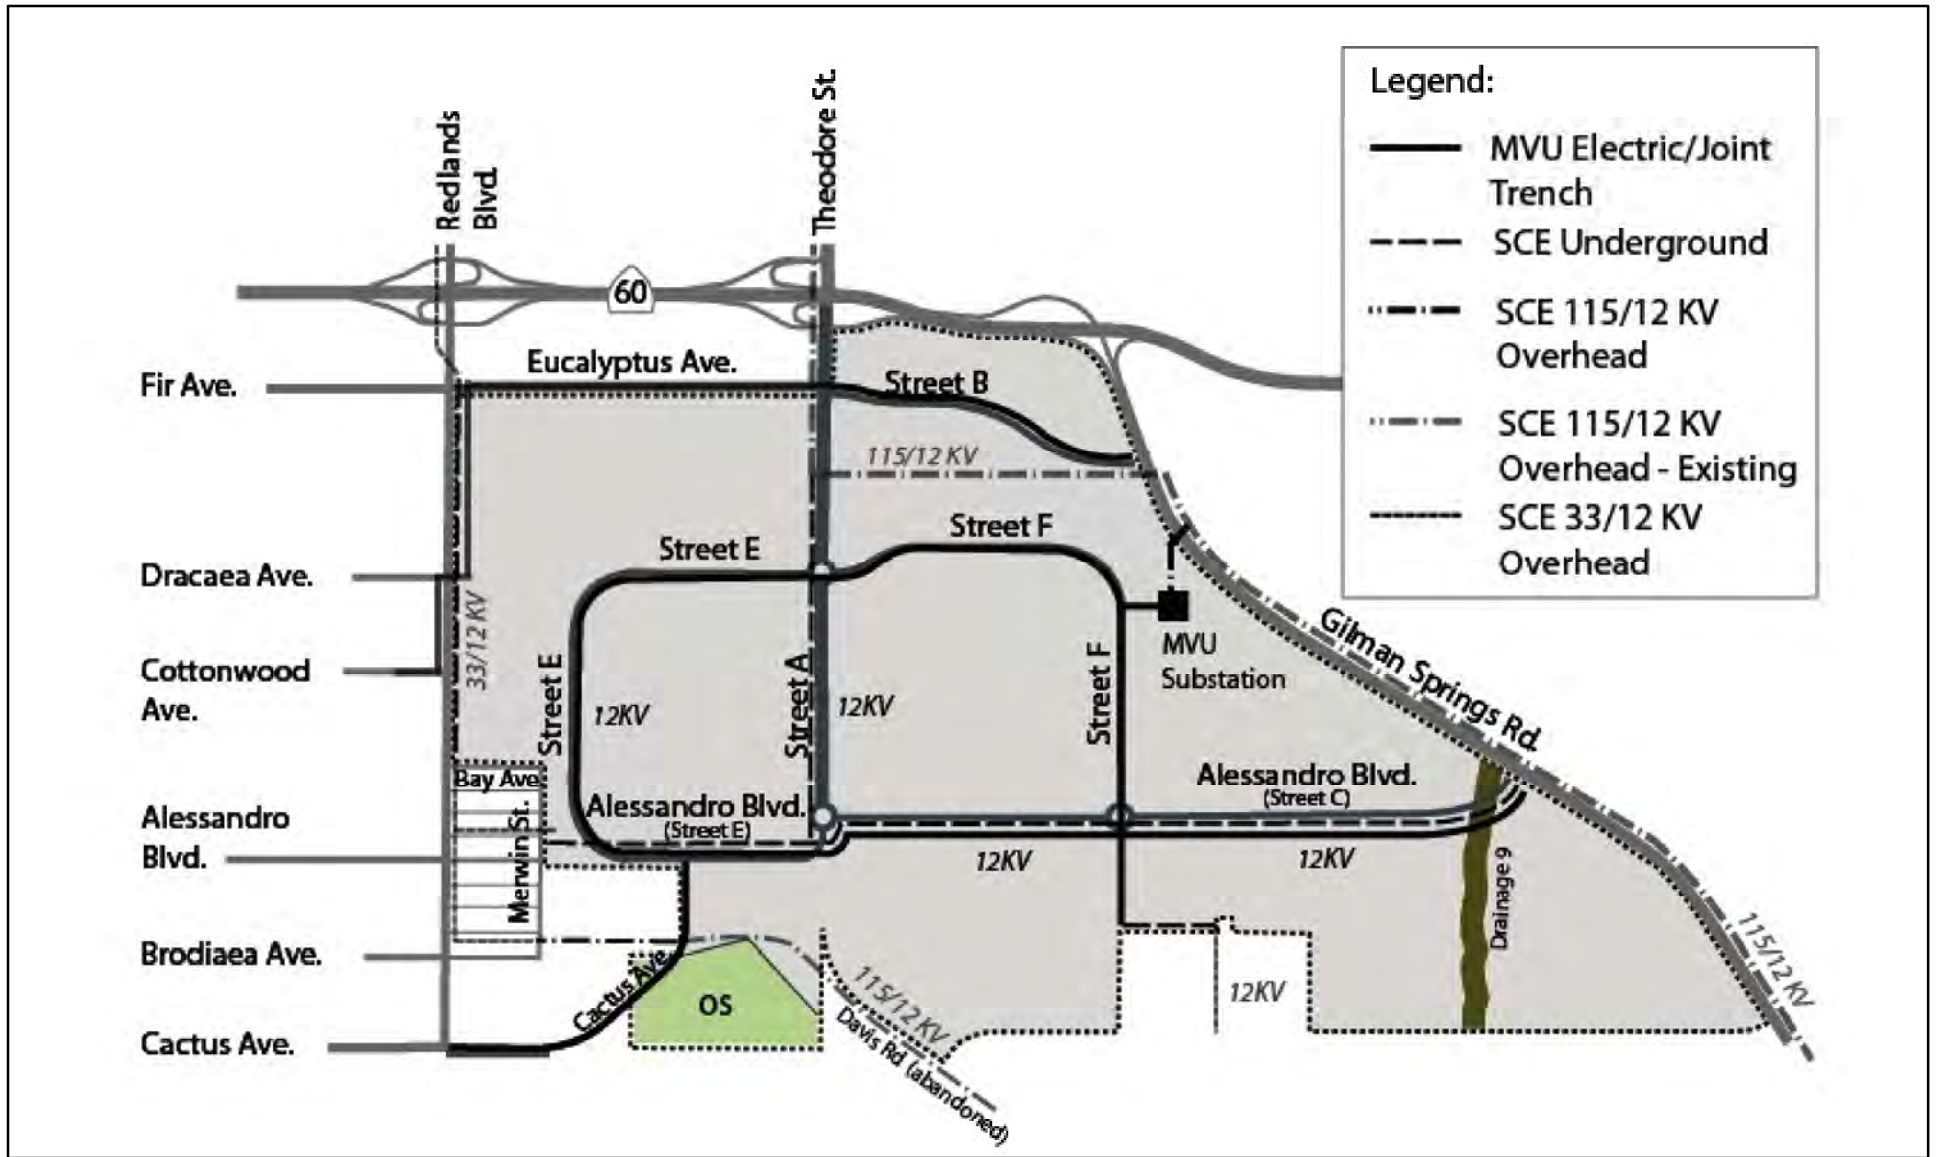 Redlands
Blvd.
Theodore St.
Legend:
MVU Electric/Joint
Trench
SCE Underground
SCE 115/12 KV
Overhead
SCE 115/12 KV
Overhead - Existing
SCE 33/12 KV
Overhead
60
Eucalyptus Ave.
Street B
Fir Ave.
115/12 KV
Street F
Street E
Dracaea Ave.
33/12 KV
Gilman Springs Rd.
MVU
Substation
Cottonwood
Ave.
Street E
12KV
Street A
12KV
Street F
Bay Ave
Alessandro Blvd.
(Street E)
Alessandro Blvd.
(Street C)
Alessandro
Blvd.
Merwin St.
12KV
12KV
Drainage 9
Brodiaea Ave.
Cactus Ave.
OS
115/12 KV
Davis Rd (abandoned)
12KV
115/12 KV
Cactus Ave.